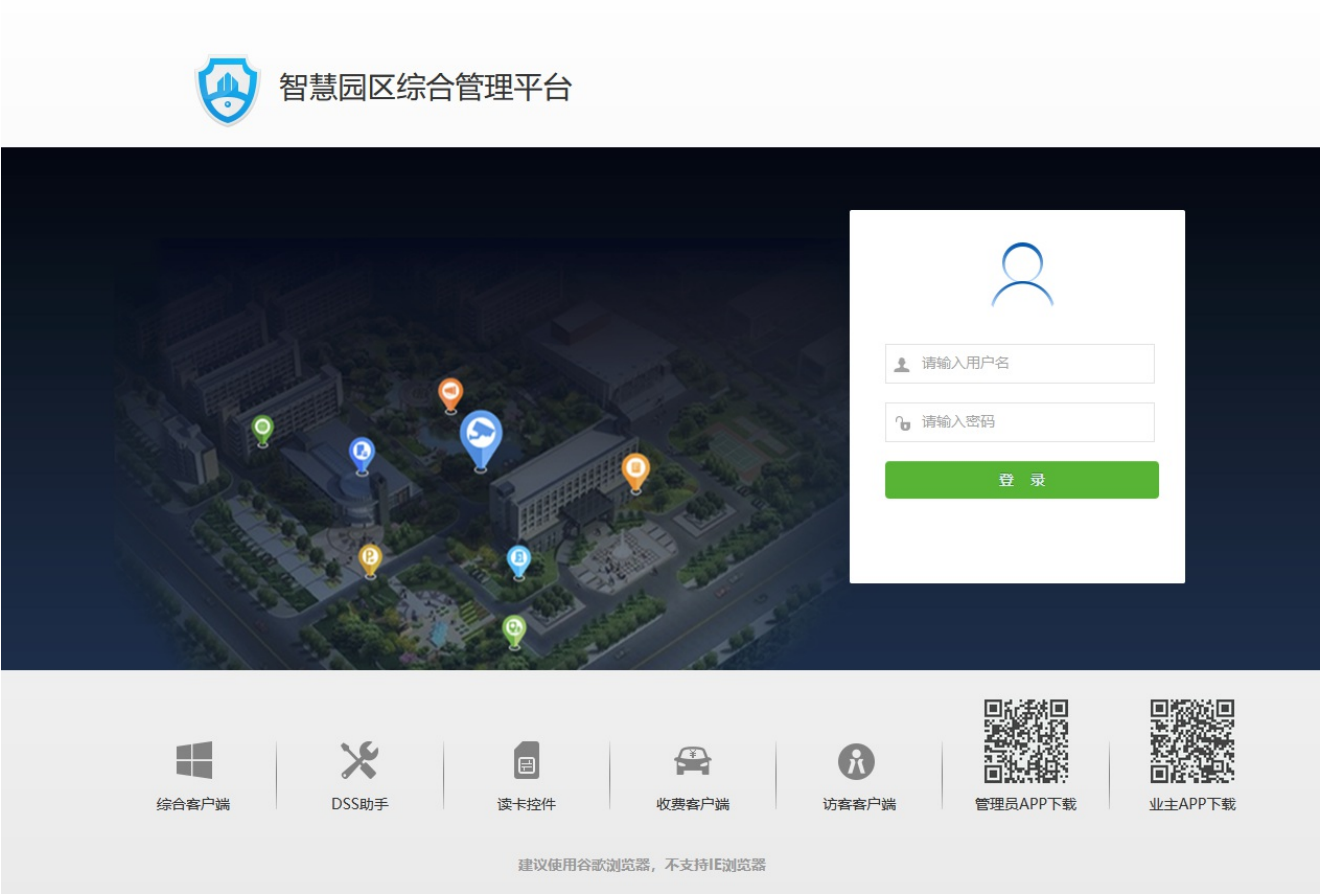 智慧园区综合管理平台
请输入用户名
请输入密码
登 录
综合客户端
DSS助手
读卡控件
收费客户端
访客客户端
管理员APP下载
业主APP下载
建议使用谷歌浏览器，不支持IE浏览器